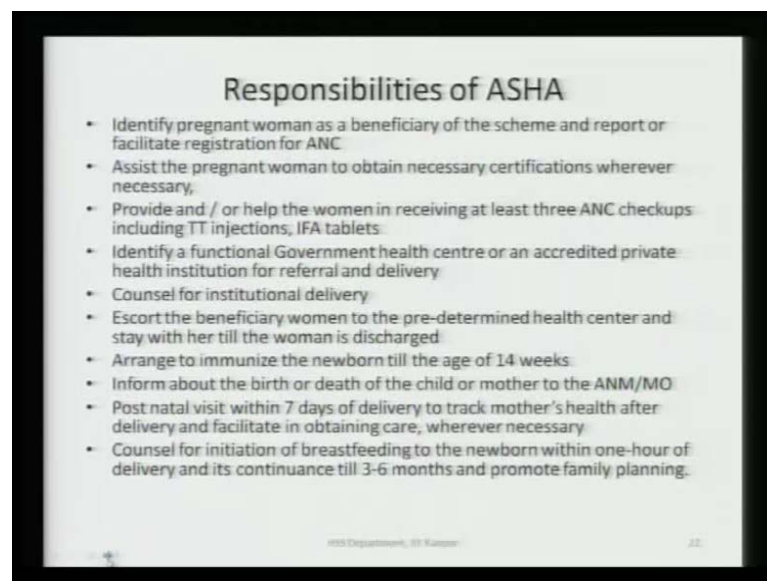 Responsibilities of ASHA
• Identify pregnant woman as a beneficiary of the scheme and report or
facilitate registration for ANC
• Assist the pregnant woman to obtain necessary certifications wherever
necessary,
• Provide and / or help the women in receiving at least three ANC checkups
including TT injections, IFA tablets
• Identify a functional Government health centre or an accredited private
health institution for referral and delivery
• Counsel for institutional delivery
• Escort the beneficiary women to the pre-determined health center and
stay with her till the woman is discharged
• Arrange to immunize the newborn till the age of 14 weeks
• Inform about the birth or death of the child or mother to the ANM/MO
• Post natal visit within 7 days of delivery to track mother's health after
delivery and facilitate in obtaining care, wherever necessary
• Counsel for initiation of breastfeeding to the newborn within one-hour of
delivery and its continuance till 3-6 months and promote family planning.
HSS Department, IIT Kanpur